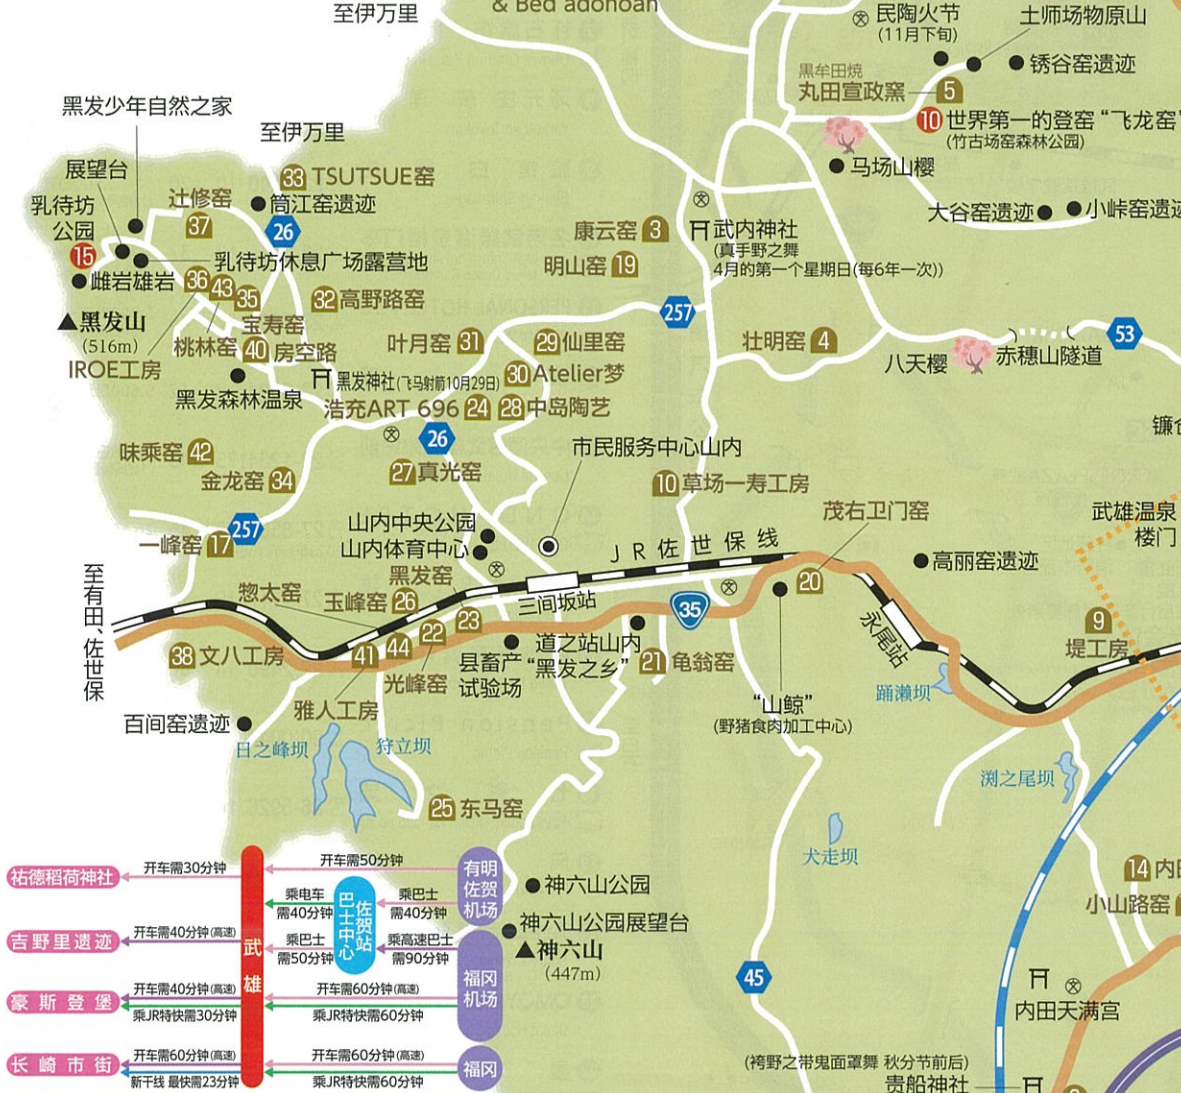 至伊万里
& Bed adonoan
民陶火节
(11月下旬)
土师场物原山
锈谷窑遗迹
黒牟田焼
丸田宣政窑
5
10
世界第一的登窑“飞龙窑”
(竹古场窑森林公园)
马场山樱
大谷窑遗迹
小峠窑遗迹
黑发少年自然之家
至伊万里
展望台
33 TSUTSUE窑
筒江窑遗迹
辻修窑
37
乳待坊
公园
15
26
乳待坊休息广场露营地
雌岩雄岩
36
43
35
32 高野路窑
▲黑发山
(516m)
宝寿窑
桃林窑
40 房空路
IROE工房
黑发森林温泉
黑发神社(飞马射箭10月29日)
康云窑 3
武内神社
(真手野之舞
4月的第一个星期日(每6年一次))
明山窑 19
257
叶月窑 31
29 仙里窑
30 Atelier梦
浩充ART 696 24
28 中岛陶艺
壮明窑 4
八天樱
赤穗山隧道
53
26
27 真光窑
市民服务中心山内
味乘窑 42
金龙窑 34
257
一峰窑 17
10 草场一寿工房
茂右卫门窑
20
武雄温泉
楼门
高丽窑遗迹
山内中央公园
山内体育中心
JR佐世保线
黑发窑
惣太窑
玉峰窑 26
23
三间坂站
35
永尾站
9
堤工房
至有田、佐世保
38 文八工房
41
44
22
光峰窑
雅人工房
县畜产
试验场
道之站山内
“黑发之乡”
21 龟翁窑
“山鲸”
(野猪食肉加工中心)
踊濑坝
百间窑遗迹
日之峰坝
狩立坝
25 东马窑
渕之尾坝
犬走坝
14 内田
小山路窑
神六山公园
神六山公园展望台
▲神六山
(447m)
45
内田天满宫
(袴野之带鬼面罩舞 秋分节前后)
贵船神社
祐德稻荷神社
开车需30分钟
开车需50分钟
有明
佐贺
机场
乘电车
需40分钟
佐贺站
巴士中心
乘巴士
需40分钟
吉野里遗迹
开车需40分钟(高速)
武雄
乘巴士
需50分钟
乘高速巴士
需90分钟
福冈
机场
豪斯登堡
开车需40分钟(高速)
乘JR特快需30分钟
开车需60分钟(高速)
乘JR特快需60分钟
长崎市街
开车需60分钟(高速)
新干线 最快需23分钟
开车需60分钟(高速)
乘JR特快需60分钟
福冈